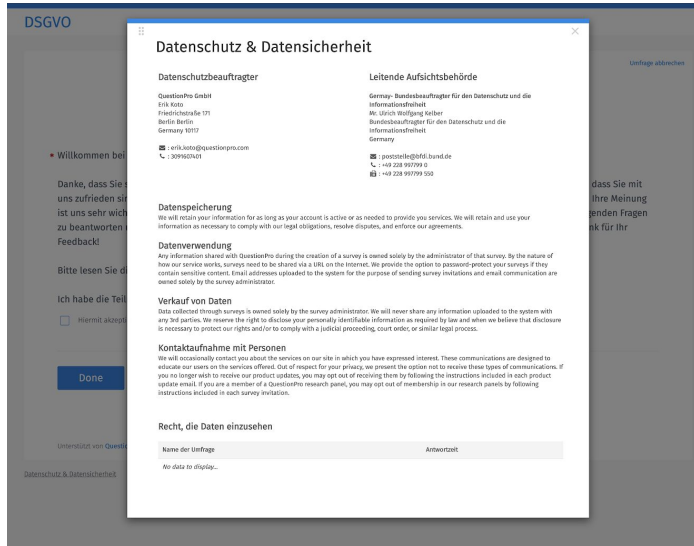 DSGVO
Umfrage abbrechen
Willkommen bei
Danke, dass Sie
uns zufrieden
ist uns sehr
zu beantworten
Feedback!
dass Sie mit
Ihre Meinung
Fragen
für Ihr
Bitte lesen Sie
Ich habe die
Hiermit
Done
Unterstützt von
Datenschutz & Datensicherheit
Datenschutz & Datensicherheit
Datenschutzbeauftragter
QuestionPro GmbH
Erik Koto
Friedrichstraße 171
Berlin Berlin
Germany 10117
: erik.koto@questionpro.com
: 3091607401
Leitende Aufsichtsbehörde
Germay- Bundesbeauftragter für den Datenschutz und die
Informationsfreiheit
Mr. Ulrich Wolfgang Kelber
Bundesbeauftragter für den Datenschutz und die
Informationsfreiheit
Germany
: poststelle@bfdi.bund.de
: +49 228 997799 0
: +49 228 997799 550
Datenspeicherung
We will retain your information for as long as your account is active or as needed to provide you services. We will retain and use your
information as necessary to comply with our legal obligations, resolve disputes, and enforce our agreements.
Datenverwendung
Any information shared with QuestionPro during the creation of a survey is owned solely by the administrator of that survey. By the nature of
how our service works, surveys need to be shared via a URL on the Internet. We provide the option to password-protect your surveys if they
contain sensitive content. Email addresses uploaded to the system for the purpose of sending survey invitations and email communication are
owned solely by the survey administrator.
Verkauf von Daten
Data collected through surveys is owned solely by the survey administrator. We will never share any information uploaded to the system with
any 3rd parties. We reserve the right to disclose your personally identifiable information as required by law and when we believe that disclosure
is necessary to protect our rights and/or to comply with a judicial proceeding, court order, or similar legal process.
Kontaktaufnahme mit Personen
We will occasionally contact you about the services on our site in which you have expressed interest. These communications are designed to
educate our users on the services offered. Out of respect for your privacy, we present the option not to receive these types of communications. If
you no longer wish to receive our product updates, you may opt out of receiving them by following the instructions included in each product
update email. If you are a member of a QuestionPro research panel, you may opt out of membership in our research panels by following
instructions included in each survey invitation.
Recht, die Daten einzusehen
Name der Umfrage Antwortzeit
No data to display...